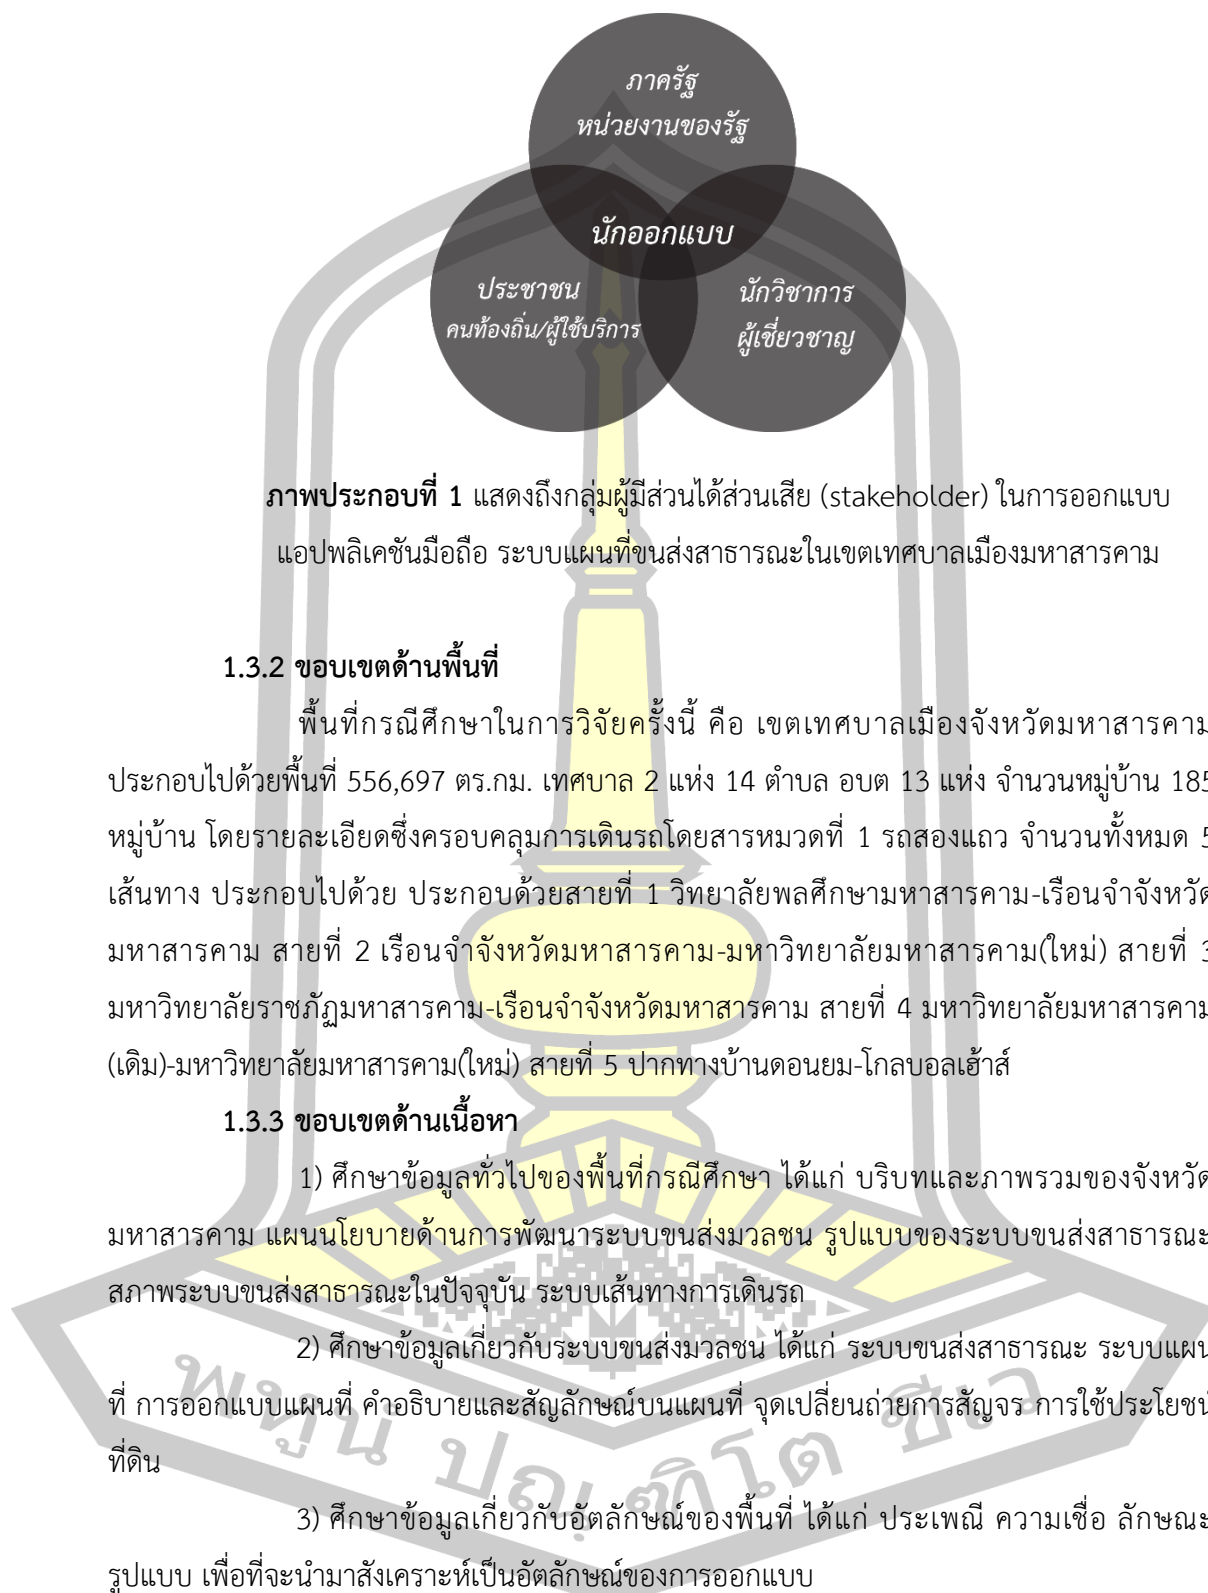 ภาครัฐ
หน่วยงานของรัฐ
นักออกแบบ
ประชาชน
คนท้องถิ่น/ผู้ใช้บริการ
นักวิชาการ
ผู้เชี่ยวชาญ
ภาพประกอบที่ 1 แสดงถึงกลุ่มผู้มีส่วนได้ส่วนเสีย (stakeholder) ในการออกแบบ
แอปพลิเคชันมือถือ ระบบแผนที่ขนส่งสาธารณะในเขตเทศบาลเมืองมหาสารคาม
1.3.2 ขอบเขตด้านพื้นที่
พื้นที่กรณีศึกษาในการวิจัยครั้งนี้ คือ เขตเทศบาลเมืองจังหวัดมหาสารคาม
ประกอบไปด้วยพื้นที่ 556,697 ตร.กม. เทศบาล 2 แห่ง 14 ตำบล อบต 13 แห่ง จำนวนหมู่บ้าน 185
หมู่บ้าน โดยรายละเอียดซึ่งครอบคลุมการเดินรถโดยสารหมวดที่ 1 รถสองแถว จำนวนทั้งหมด 5
เส้นทาง ประกอบไปด้วย ประกอบด้วยสายที่ 1 วิทยาลัยพลศึกษามหาสารคาม-เรือนจำจังหวัด
มหาสารคาม สายที่ 2 เรือนจำจังหวัดมหาสารคาม-มหาวิทยาลัยมหาสารคาม(ใหม่) สายที่ 3
มหาวิทยาลัยราชภัฏมหาสารคาม-เรือนจำจังหวัดมหาสารคาม สายที่ 4 มหาวิทยาลัยมหาสารคาม
(เดิม)-มหาวิทยาลัยมหาสารคาม(ใหม่) สายที่ 5 ปากทางบ้านดอนยม-โกลบอลเฮ้าส์
1.3.3 ขอบเขตด้านเนื้อหา
1) ศึกษาข้อมูลทั่วไปของพื้นที่กรณีศึกษา ได้แก่ บริบทและภาพรวมของจังหวัด
มหาสารคาม แผนนโยบายด้านการพัฒนาระบบขนส่งมวลชน รูปแบบของระบบขนส่งสาธารณะ
สภาพระบบขนส่งสาธารณะในปัจจุบัน ระบบเส้นทางการเดินรถ
2) ศึกษาข้อมูลเกี่ยวกับระบบขนส่งมวลชน ได้แก่ ระบบขนส่งสาธารณะ ระบบแผน
ที่ การออกแบบแผนที่ คำอธิบายและสัญลักษณ์บนแผนที่ จุดเปลี่ยนถ่ายการสัญจร การใช้ประโยชน์
ที่ดิน
3) ศึกษาข้อมูลเกี่ยวกับอัตลักษณ์ของพื้นที่ ได้แก่ ประเพณี ความเชื่อ ลักษณะ
รูปแบบ เพื่อที่จะนำมาสังเคราะห์เป็นอัตลักษณ์ของการออกแบบ
พหูนํ ปณฺฑิโต ชีเว